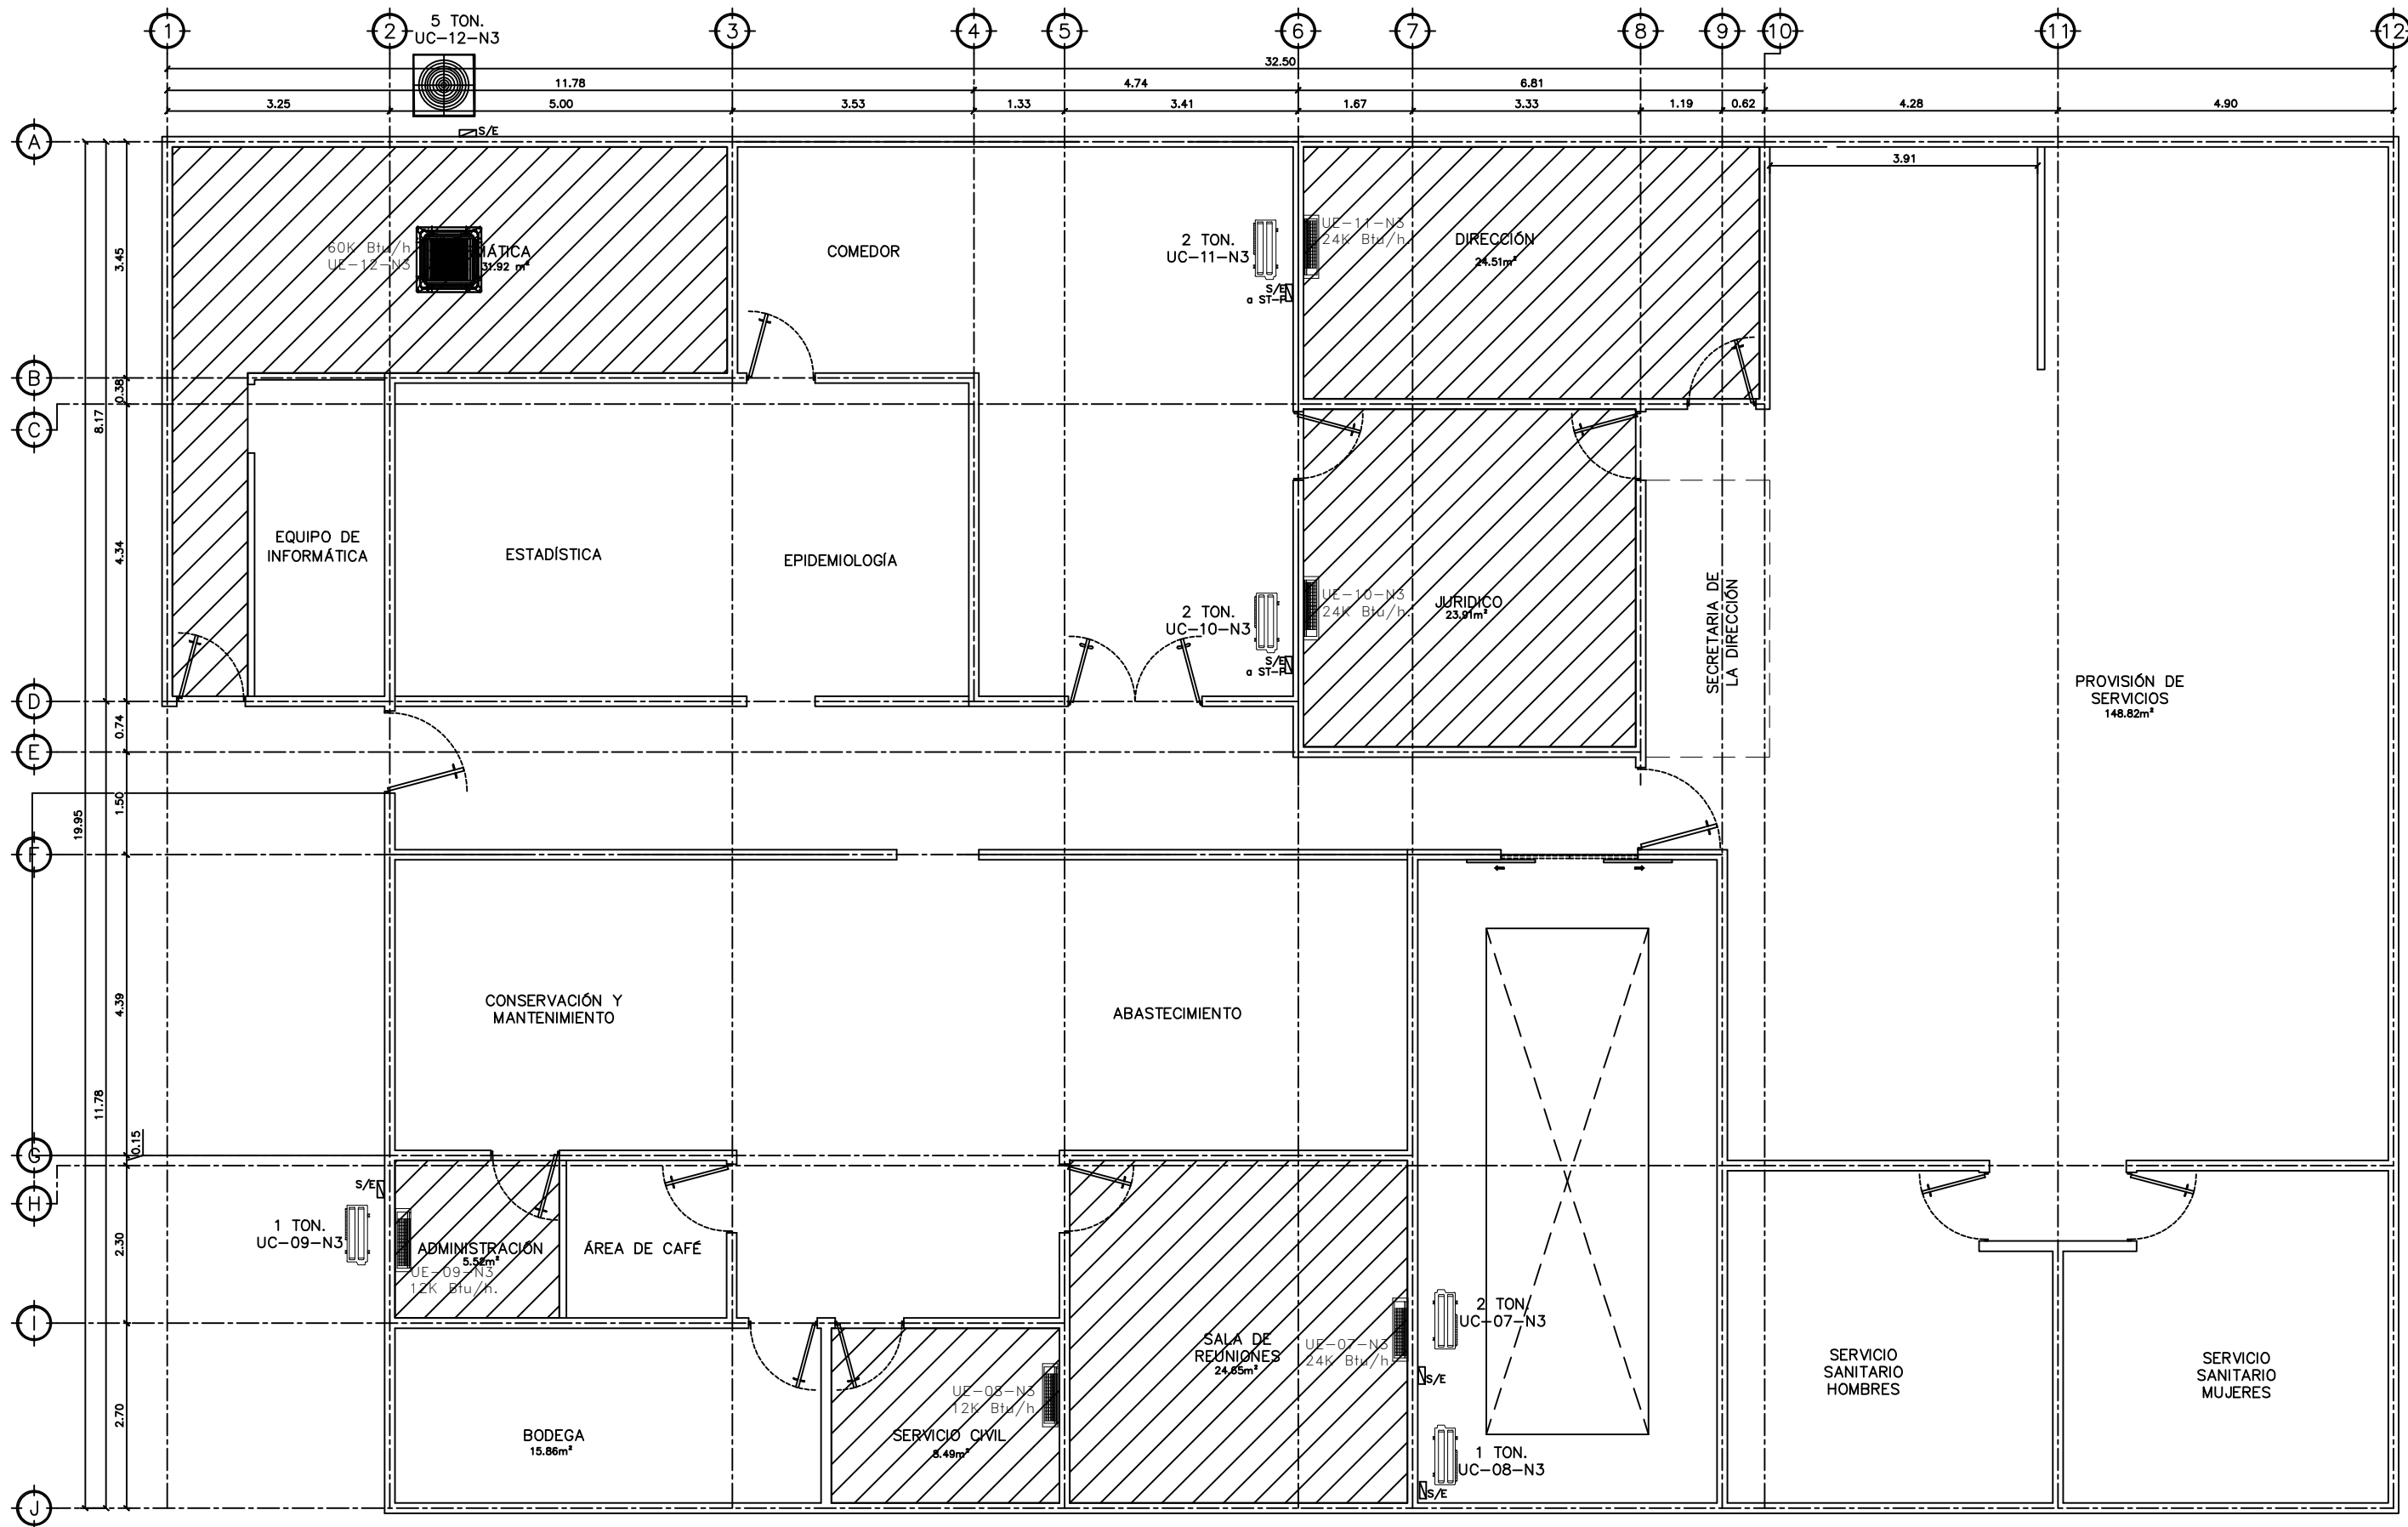 1
2
3
4
5
6
7
8
9
10
11
12
5 TON.
UC-12-N3
32.50
11.78
4.74
6.81
3.25
5.00
3.53
1.33
3.41
1.67
3.33
1.19
0.62
4.28
4.90
S/E
A
3.91
3.45
60K Btu/h.
UE-12-N3
MÁTICA
31.92 m²
COMEDOR
2 TON.
UC-11-N3
S/E
a ST-P
UE-11-N3
24K Btu/h.
DIRECCIÓN
24.51m²
B
0.38
C
8.17
4.34
EQUIPO DE
INFORMÁTICA
ESTADÍSTICA
EPIDEMIOLOGÍA
2 TON.
UC-10-N3
S/E
a ST-P
UE-10-N3
24K Btu/h.
JURIDICO
23.91m²
SECRETARIA DE
LA DIRECCIÓN
PROVISIÓN DE
SERVICIOS
148.82m²
D
0.74
E
1.50
19.95
F
4.39
CONSERVACIÓN Y
MANTENIMIENTO
ABASTECIMIENTO
11.78
0.15
G
H
S/E
1 TON.
UC-09-N3
2.30
ADMINISTRACIÓN
5.52m²
UE-09-N3
12K Btu/h.
ÁREA DE CAFÉ
I
2.70
BODEGA
15.86m²
UE-08-N3
12K Btu/h
SERVICIO CIVIL
8.49m²
SALA DE
REUNIONES
24.65m²
UE-07-N3
24K Btu/h
2 TON.
UC-07-N3
S/E
1 TON.
UC-08-N3
S/E
SERVICIO
SANITARIO
HOMBRES
SERVICIO
SANITARIO
MUJERES
J